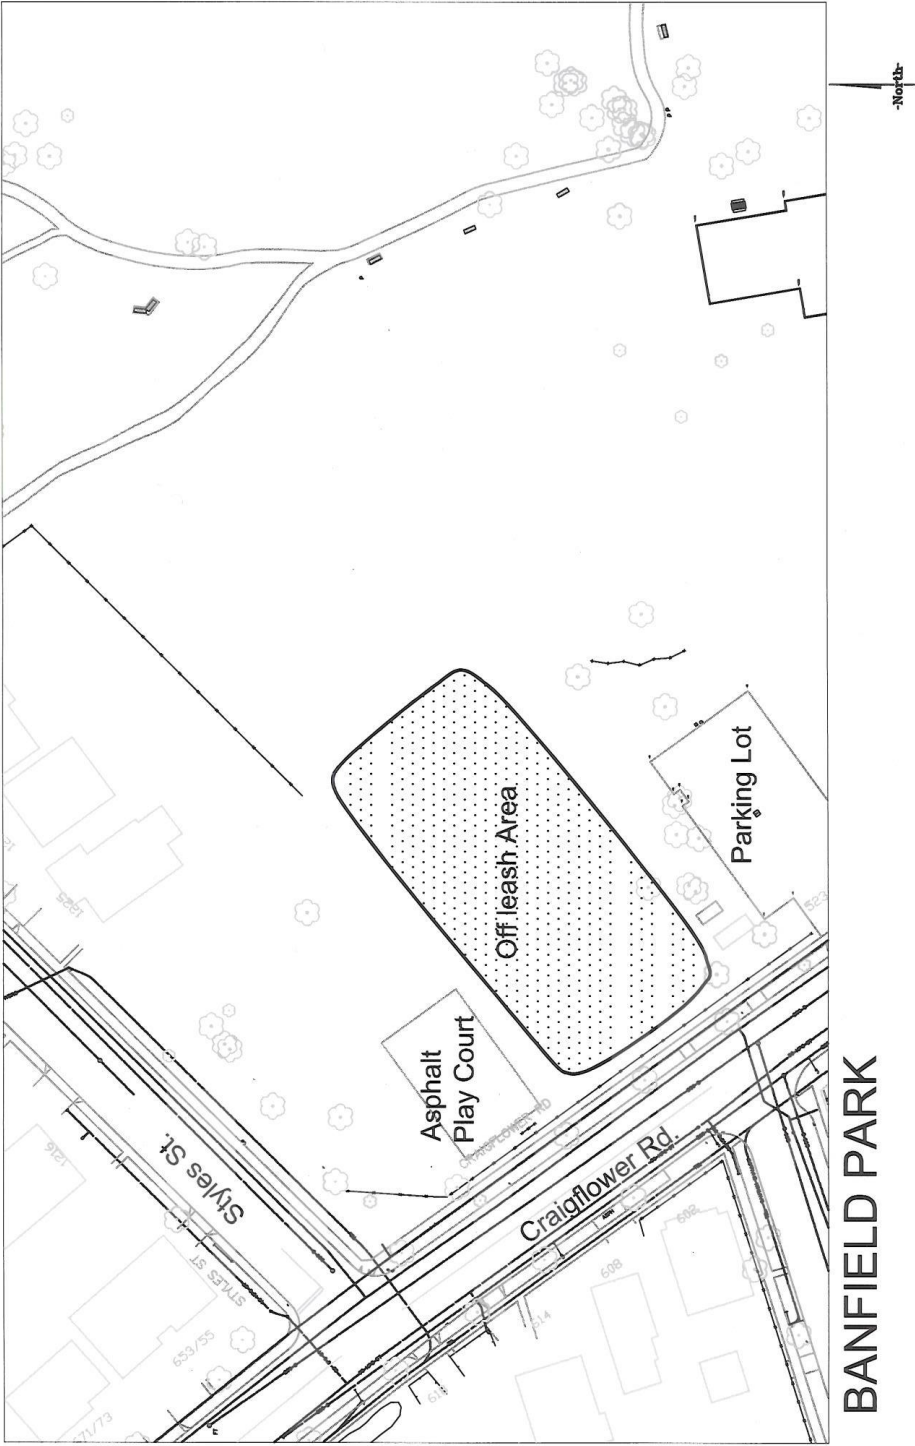 -North-
1225
Styles St.
STYLES ST
1216
653/55
671/73
Asphalt
Play Court
Off leash Area
Parking Lot
CRAIGFLOWER RD
Craigflower Rd.
523
602
608
614
BANFIELD PARK